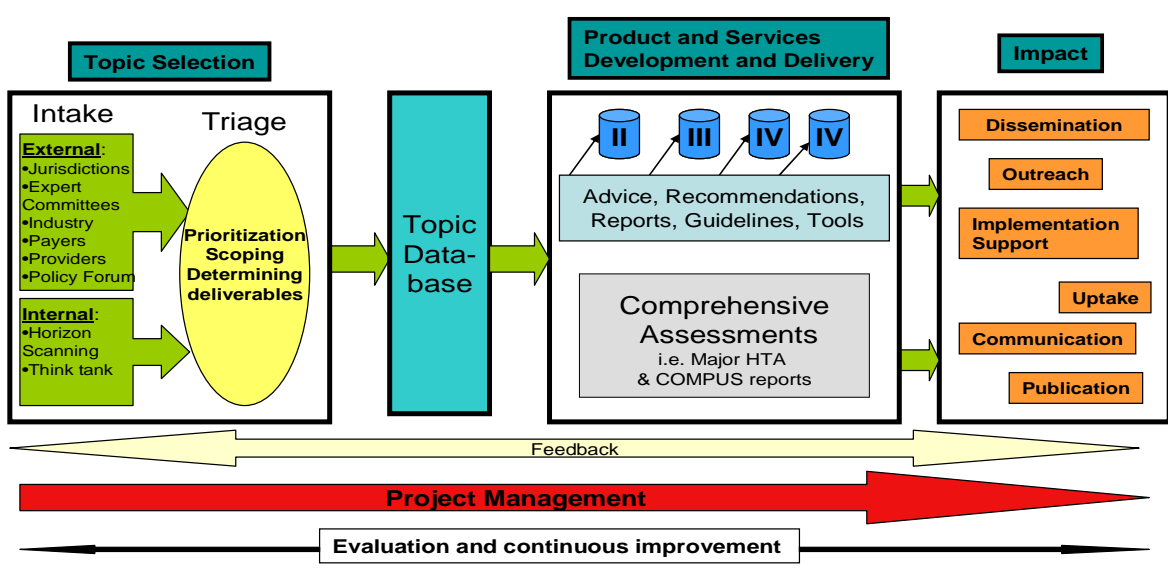 Topic Selection
Intake
External:
•Jurisdictions
•Expert
Committees
•Industry
•Payers
•Providers
•Policy Forum
Internal:
•Horizon
Scanning
•Think tank
Triage
Prioritization
Scoping
Determining
deliverables
Topic
Data-
base
Product and Services
Development and Delivery
II
III
IV
IV
Advice, Recommendations,
Reports, Guidelines, Tools
Comprehensive
Assessments
i.e. Major HTA
& COMPUS reports
Impact
Dissemination
Outreach
Implementation
Support
Uptake
Communication
Publication
Feedback
Project Management
Evaluation and continuous improvement